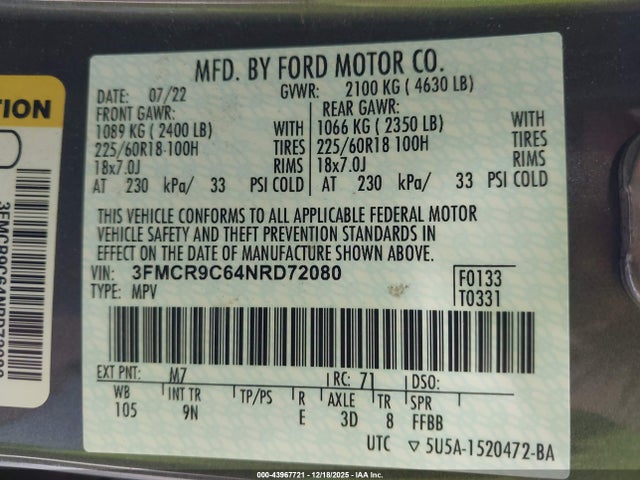 MFD. BY FORD MOTOR CO.
DATE: 07/22 GVWR: 2100 KG ( 4630 LB)
FRONT GAWR: REAR GAWR:
1089 KG ( 2400 LB) WITH 1066 KG ( 2350 LB) WITH
225/60R18 100H TIRES 225/60R18 100H TIRES
18x7.0J RIMS 18x7.0J RIMS
AT 230 kPa/ 33 PSI COLD AT 230 kPa/ 33 PSI COLD
THIS VEHICLE CONFORMS TO ALL APPLICABLE FEDERAL MOTOR
VEHICLE SAFETY AND THEFT PREVENTION STANDARDS IN
EFFECT ON THE DATE OF MANUFACTURE SHOWN ABOVE.
VIN: 3FMCR9C64NRD72080 F0133
TYPE: MPV T0331
EXT PNT: M7 RC: 71 DSO:
WB INT TR TP/PS R AXLE TR SPR
105 9N E 3D 8 FFBB
UTC ▽ 5U5A-1520472-BA
TION
3FMCR9C64NRD72080
000-43967721 - 12/18/2025 - IAA Inc.